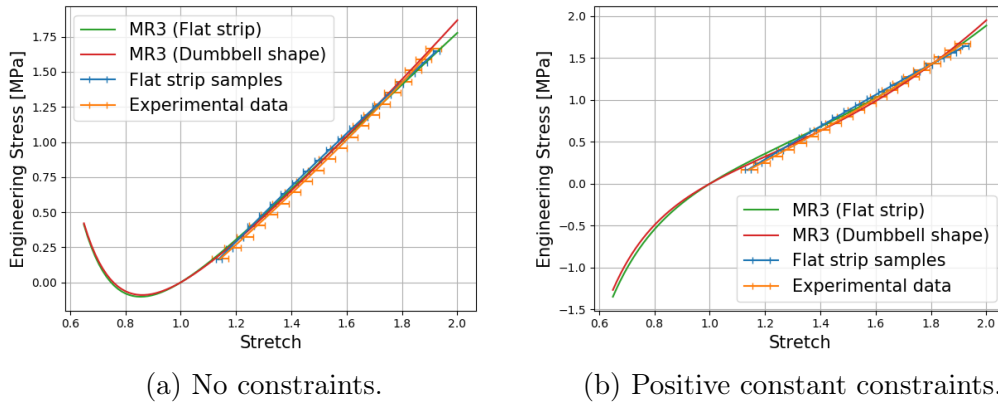 MR3 (Flat strip)
MR3 (Dumbbell shape)
Flat strip samples
Experimental data
Engineering Stress [MPa]
1.75
1.50
1.25
1.00
0.75
0.50
0.25
0.00
0.6 0.8 1.0 1.2 1.4 1.6 1.8 2.0
Stretch
(a) No constraints.
Engineering Stress [MPa]
2.0
1.5
1.0
0.5
0.0
−0.5
−1.0
−1.5
MR3 (Flat strip)
MR3 (Dumbbell shape)
Flat strip samples
Experimental data
0.6 0.8 1.0 1.2 1.4 1.6 1.8 2.0
Stretch
(b) Positive constant constraints.